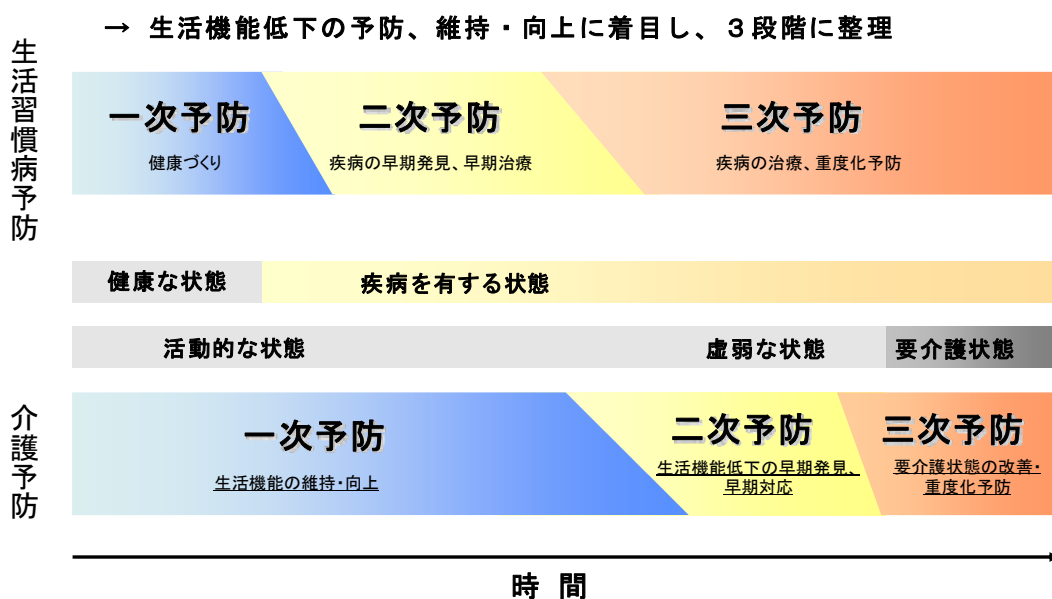 → 生活機能低下の予防、維持・向上に着目し、3段階に整理
生活習慣病予防
一次予防
健康づくり
二次予防
疾病の早期発見、早期治療
三次予防
疾病の治療、重度化予防
健康な状態
疾病を有する状態
活動的な状態
虚弱な状態
要介護状態
介護予防
一次予防
生活機能の維持・向上
二次予防
生活機能低下の早期発見、
早期対応
三次予防
要介護状態の改善・
重度化予防
時 間